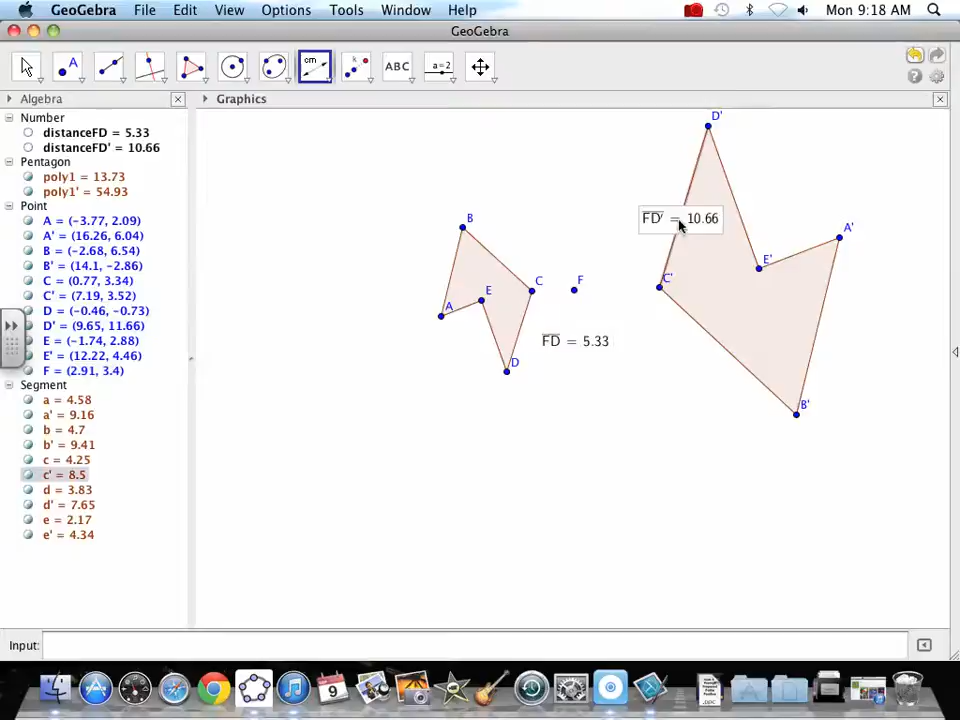 GeoGebra File Edit View Options Tools Window Help Mon 9:18 AM
GeoGebra
A cm k ABC a=2
Algebra
Graphics
Number
distanceFD = 5.33
distanceFD' = 10.66
Pentagon
poly1 = 13.73
poly1' = 54.93
Point
A = (-3.77, 2.09)
A' = (16.26, 6.04)
B = (-2.68, 6.54)
B' = (14.1, -2.86)
C = (0.77, 3.34)
C' = (7.19, 3.52)
D = (-0.46, -0.73)
D' = (9.65, 11.66)
E = (-1.74, 2.88)
E' = (12.22, 4.46)
F = (2.91, 3.4)
Segment
a = 4.58
a' = 9.16
b = 4.7
b' = 9.41
c = 4.25
c' = 8.5
d = 3.83
d' = 7.65
e = 2.17
e' = 4.34
D'
B
FD' = 10.66
A'
E'
C
F
C'
E
A
FD = 5.33
D
B'
Input:
9